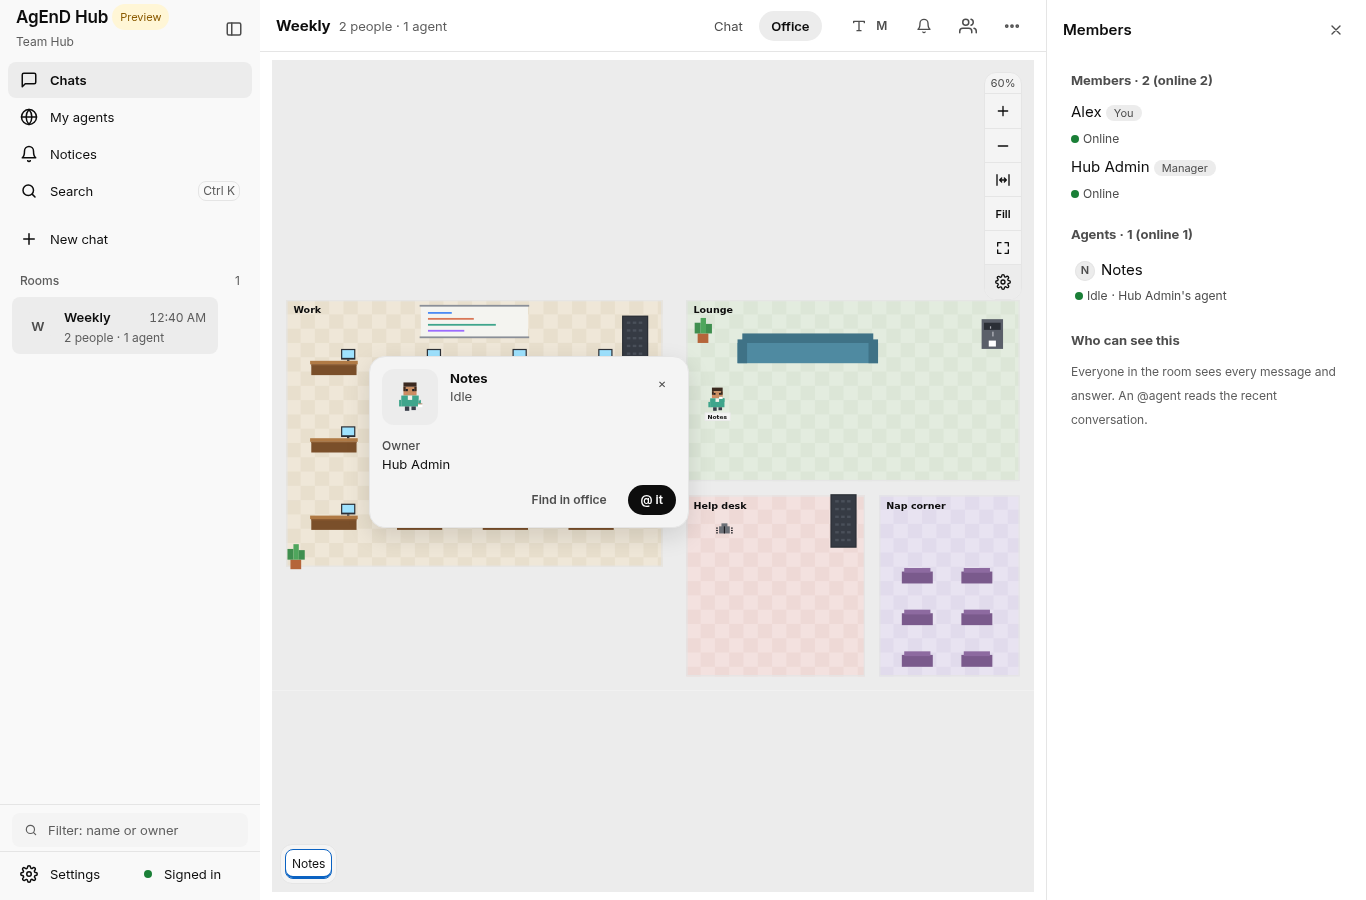 AgEnD Hub Preview
Team Hub
Chats
My agents
Notices
Search Ctrl K
New chat
Rooms 1
W Weekly 12:40 AM
2 people · 1 agent
Filter: name or owner
Settings Signed in
Weekly 2 people · 1 agent Chat Office T M
60%
Fill
Work
Lounge
Notes
Help desk
Nap corner
Notes
Idle
×
Owner
Hub Admin
Find in office @ it
Notes
Members
Members · 2 (online 2)
Alex You
Online
Hub Admin Manager
Online
Agents · 1 (online 1)
N Notes
Idle · Hub Admin's agent
Who can see this
Everyone in the room sees every message and
answer. An @agent reads the recent
conversation.